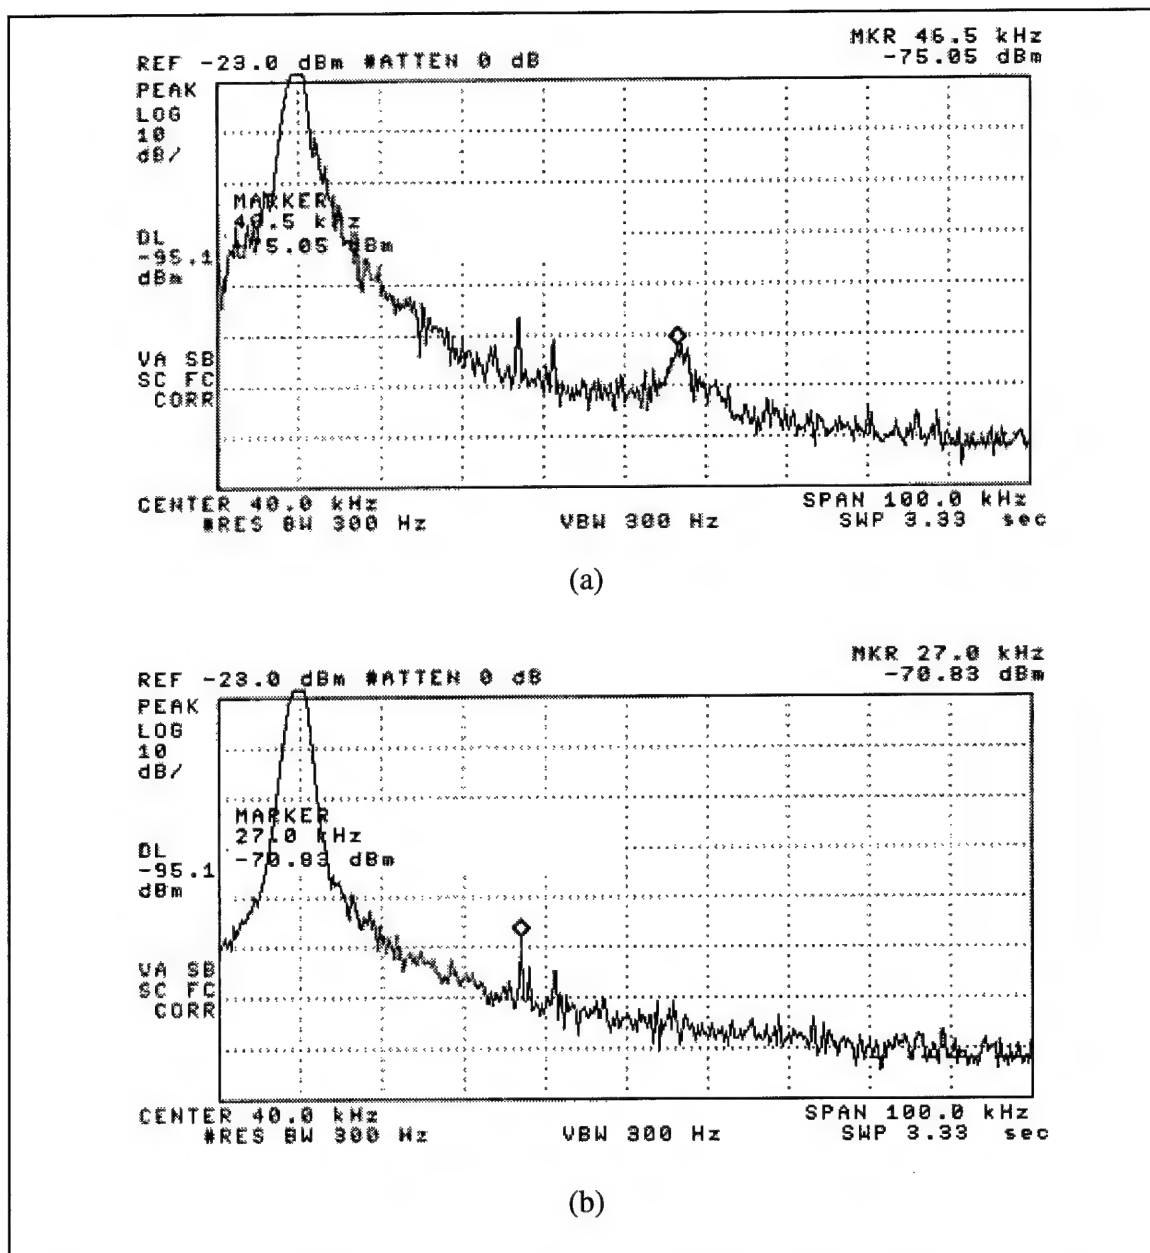 MKR 46.5 kHz
REF -23.0 dBm #ATTEN 0 dB -75.05 dBm
PEAK
LOG
10
dB/
MARKER
46.5 kHz
-75.05 dBm
DL
-95.1
dBm
VA SB
SC FC
CORR
CENTER 40.0 kHz SPAN 100.0 kHz
#RES BW 300 Hz VBW 300 Hz SWP 3.33 sec
(a)
MKR 27.0 kHz
REF -23.0 dBm #ATTEN 0 dB -70.83 dBm
PEAK
LOG
10
dB/
MARKER
27.0 kHz
-70.83 dBm
DL
-95.1
dBm
VA SB
SC FC
CORR
CENTER 40.0 kHz SPAN 100.0 kHz
#RES BW 300 Hz VBW 300 Hz SWP 3.33 sec
(b)